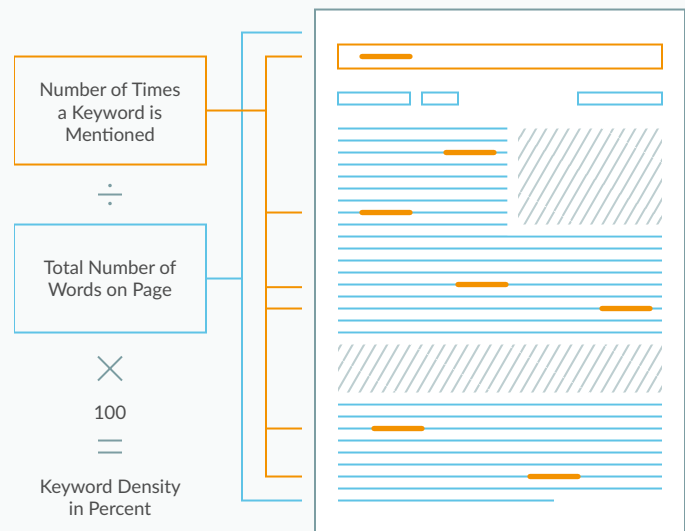 Number of Times
a Keyword is
Mentioned
÷
Total Number of
Words on Page
×
100
=
Keyword Density
in Percent